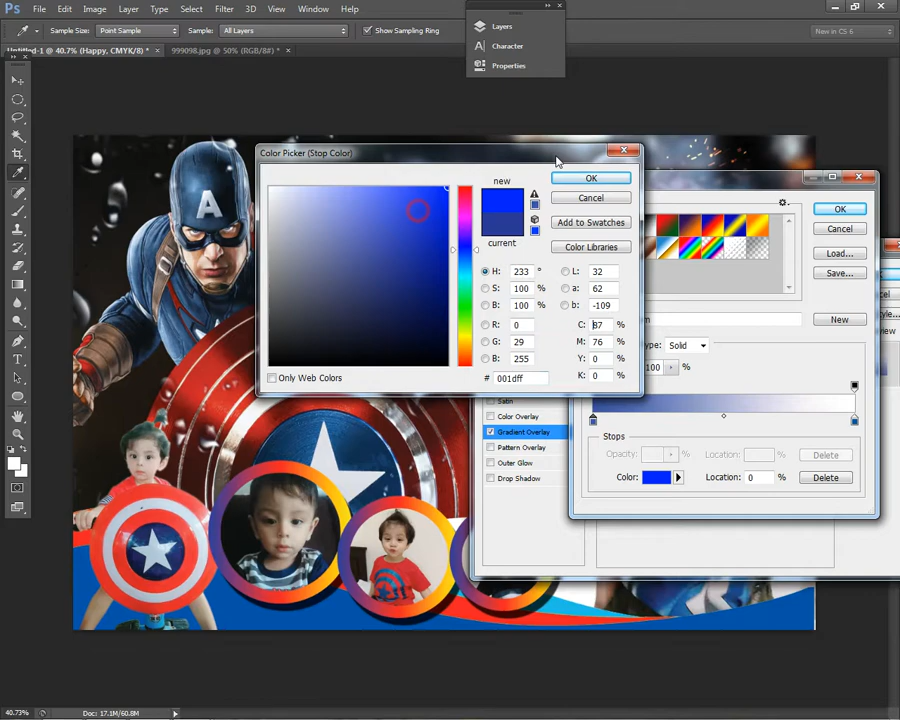 Ps File Edit Image Layer Type Select Filter 3D View Window Help
Sample Size: Point Sample Sample: All Layers Show Sampling Ring New in CS 6
Untitled-1 @ 40.7% (Happy, CMYK/8) * × 999098.jpg @ 50% (RGB/8#) * ×
Layers
A| Character
Properties
Color Picker (Stop Color)
new
current
OK
Cancel
Add to Swatches
Color Libraries
H: 233 °
S: 100 %
B: 100 %
R: 0
G: 29
B: 255
L: 32
a: 62
b: -109
C: 87 %
M: 76 %
Y: 0 %
K: 0 %
Only Web Colors
# 001dff
OK
Cancel
Load...
Save...
New
Solid
100 %
Stops
Opacity: % Location: % Delete
Color: Location: 0 % Delete
Satin
Color Overlay
Gradient Overlay
Pattern Overlay
Outer Glow
Drop Shadow
A
40.73% Doc: 17.1M/60.8M